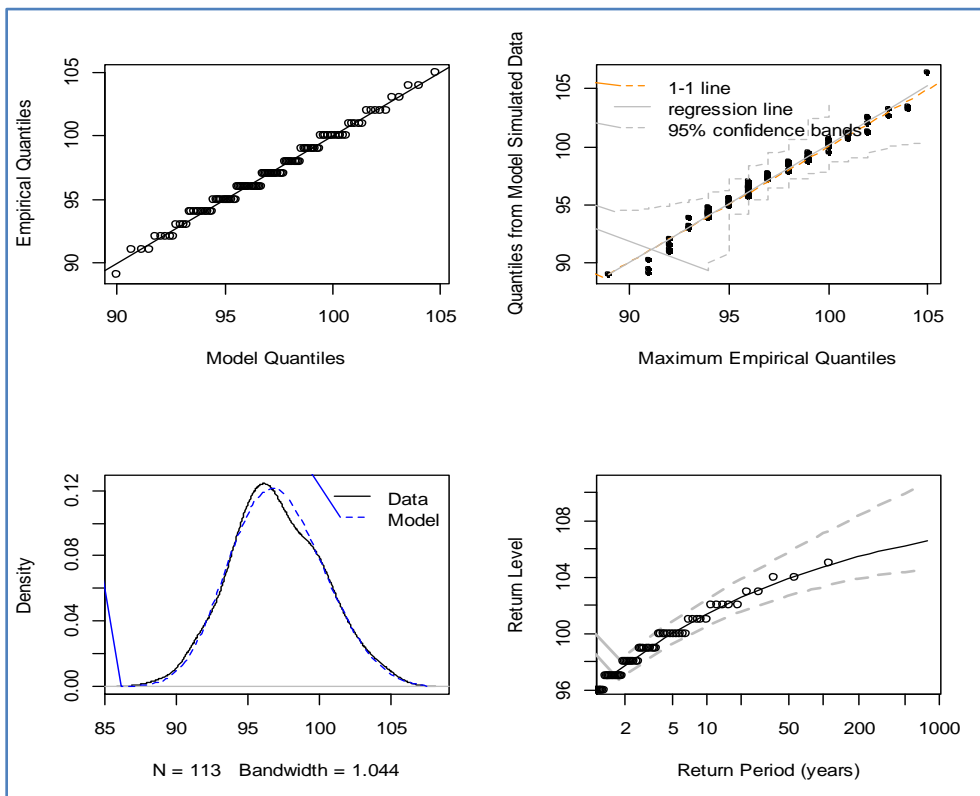 Empirical Quantiles
105
100
95
90
90 95 100 105
Model Quantiles
Quantiles from Model Simulated Data
105
100
95
90
1-1 line
regression line
95% confidence bands
90 95 100 105
Maximum Empirical Quantiles
Density
0.12
0.08
0.04
0.00
Data
Model
85 90 95 100 105
N = 113 Bandwidth = 1.044
Return Level
108
104
100
96
2 5 10 50 200 1000
Return Period (years)